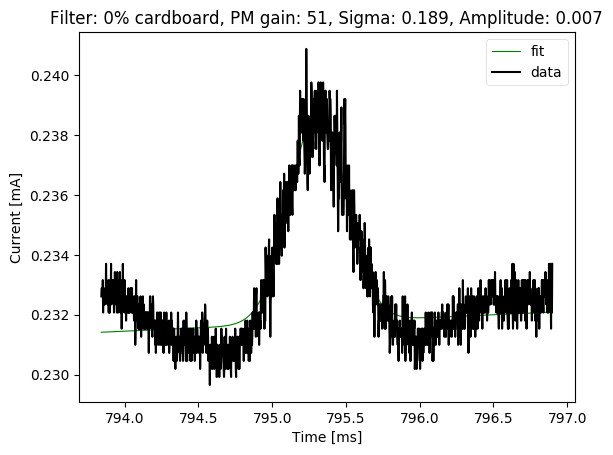 Filter: 0% cardboard, PM gain: 51, Sigma: 0.189, Amplitude: 0.007
fit
data
0.240
0.238
0.236
0.234
0.232
0.230
Current [mA]
794.0 794.5 795.0 795.5 796.0 796.5 797.0
Time [ms]